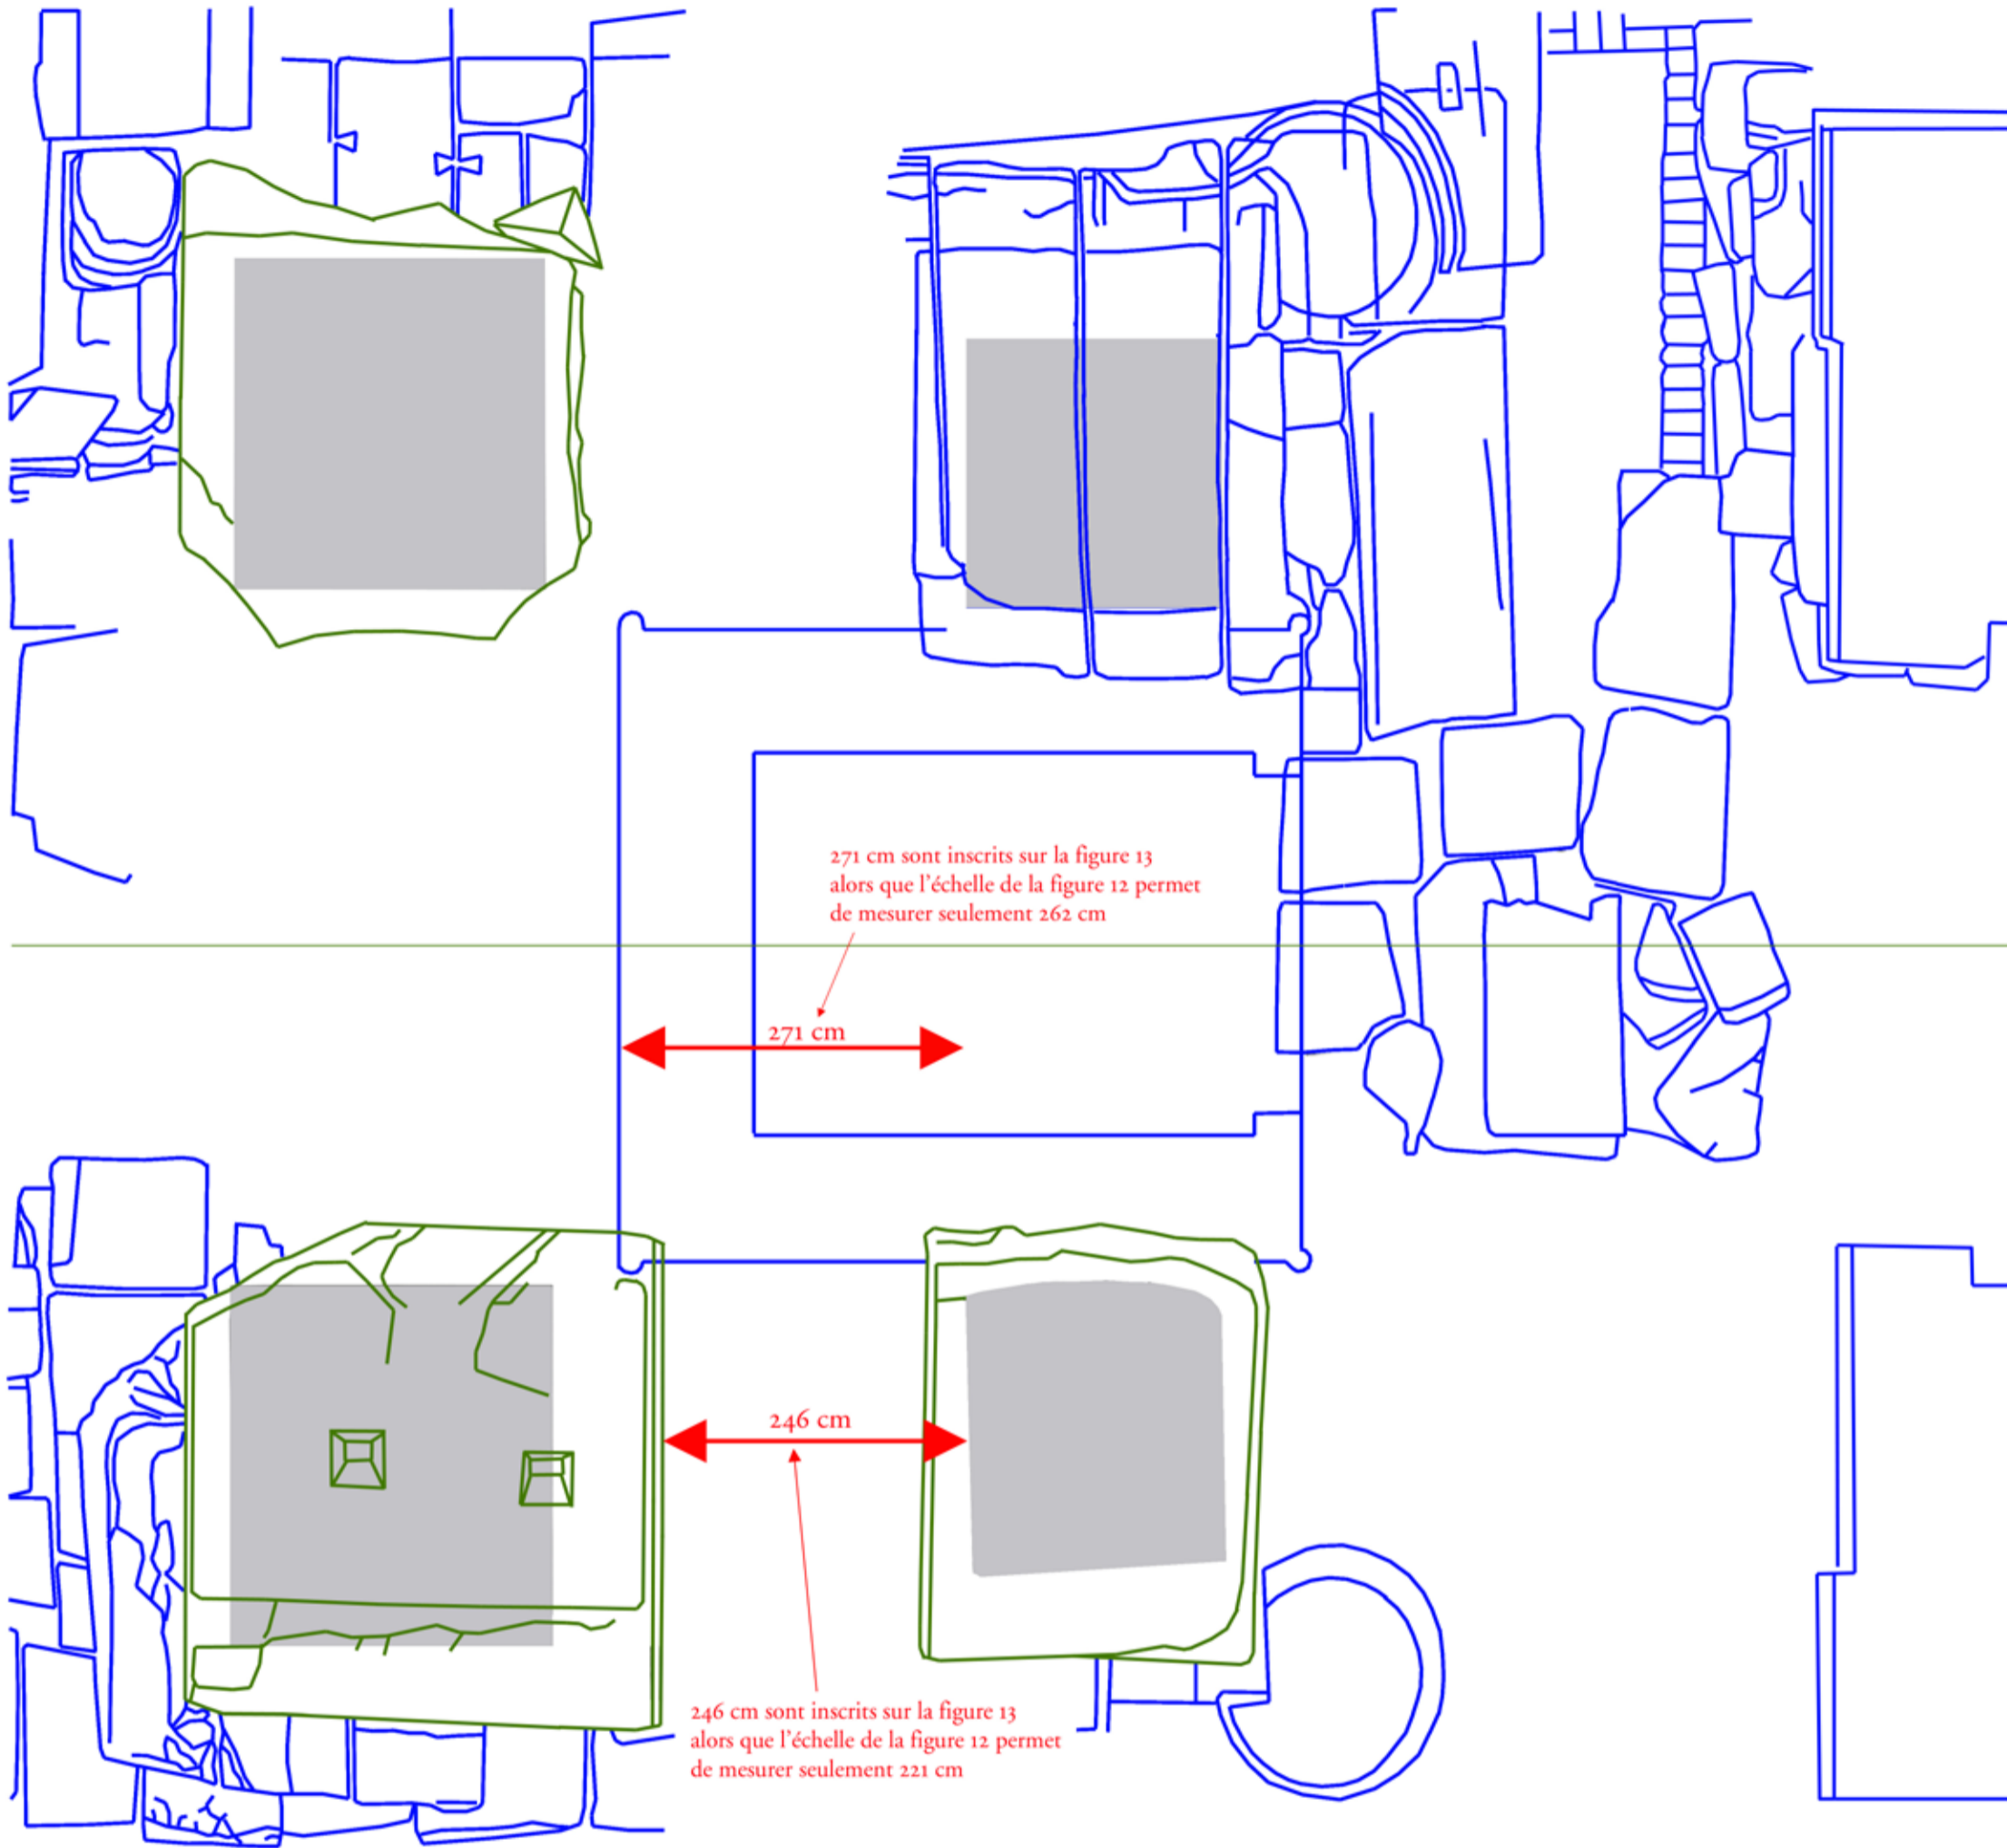 271 cm sont inscrits sur la figure 13
alors que l’échelle de la figure 12 permet
de mesurer seulement 262 cm
271 cm
246 cm
246 cm sont inscrits sur la figure 13
alors que l’échelle de la figure 12 permet
de mesurer seulement 221 cm